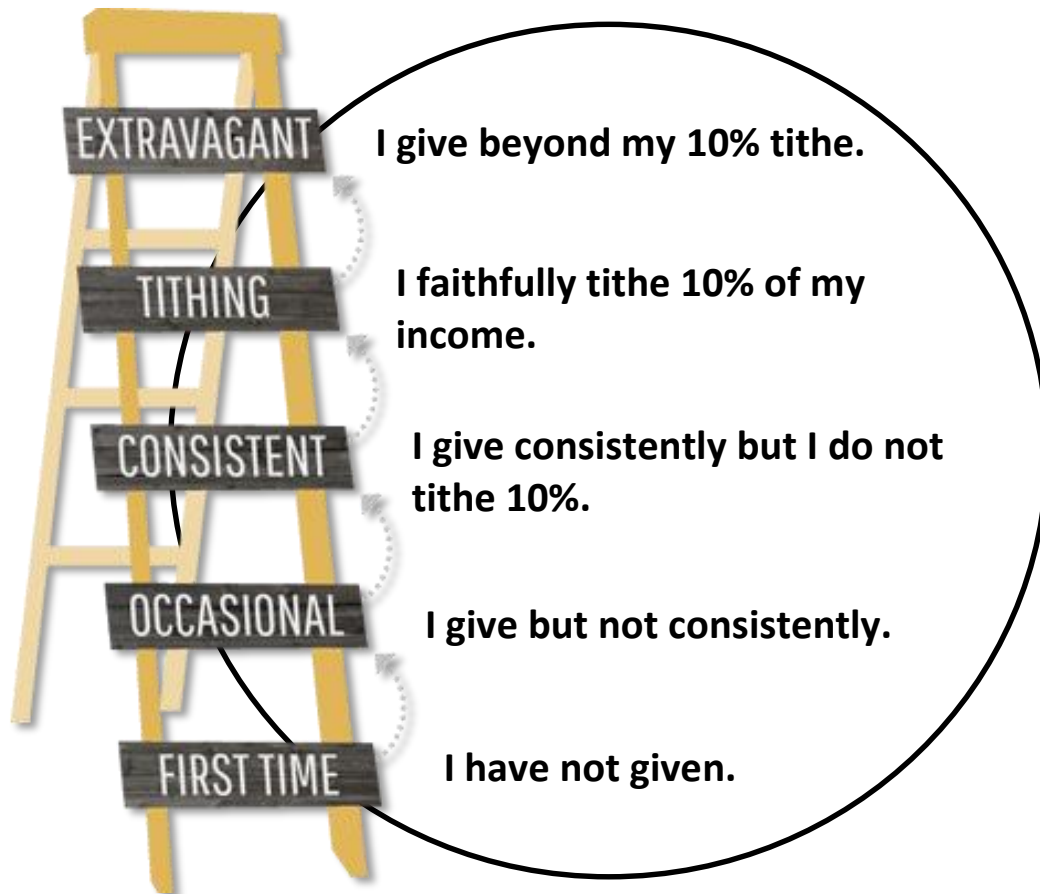 EXTRAVAGANT
I give beyond my 10% tithe.
TITHING
I faithfully tithe 10% of my
income.
CONSISTENT
I give consistently but I do not
tithe 10%.
OCCASIONAL
I give but not consistently.
FIRST TIME
I have not given.